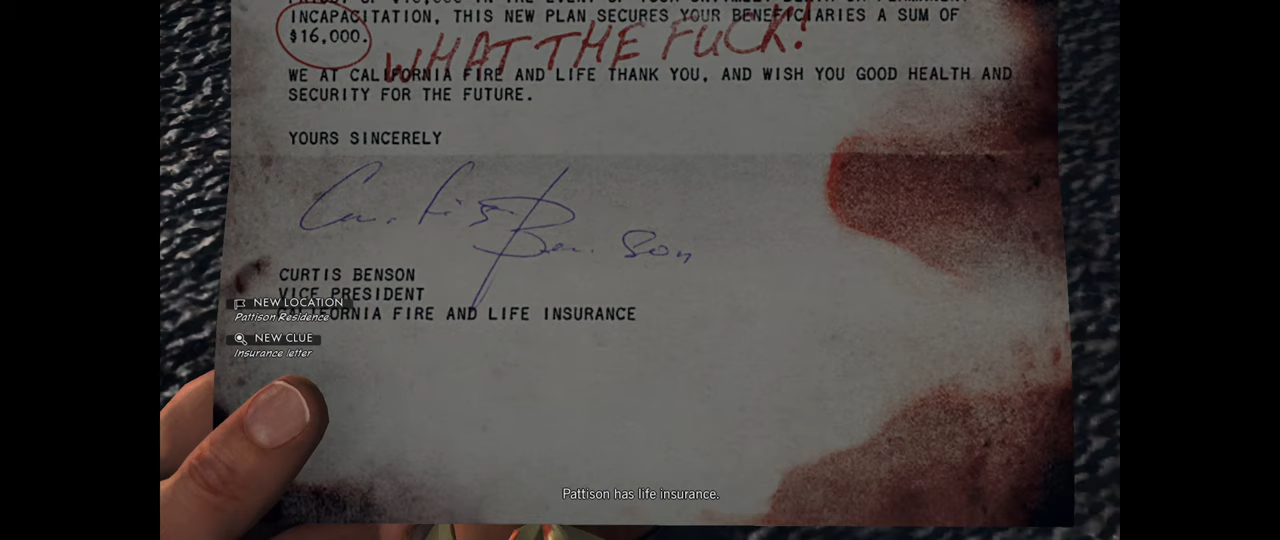 INCAPACITATION, THIS NEW PLAN SECURES YOUR BENEFICIARIES A SUM OF
$16,000.
WHAT THE FUCK!
WE AT CALIFORNIA FIRE AND LIFE THANK YOU, AND WISH YOU GOOD HEALTH AND
SECURITY FOR THE FUTURE.
YOURS SINCERELY
Curtis Benson
CURTIS BENSON
VICE PRESIDENT
NEW LOCATION
Pattison Residence
CALIFORNIA FIRE AND LIFE INSURANCE
NEW CLUE
Insurance letter
Pattison has life insurance.